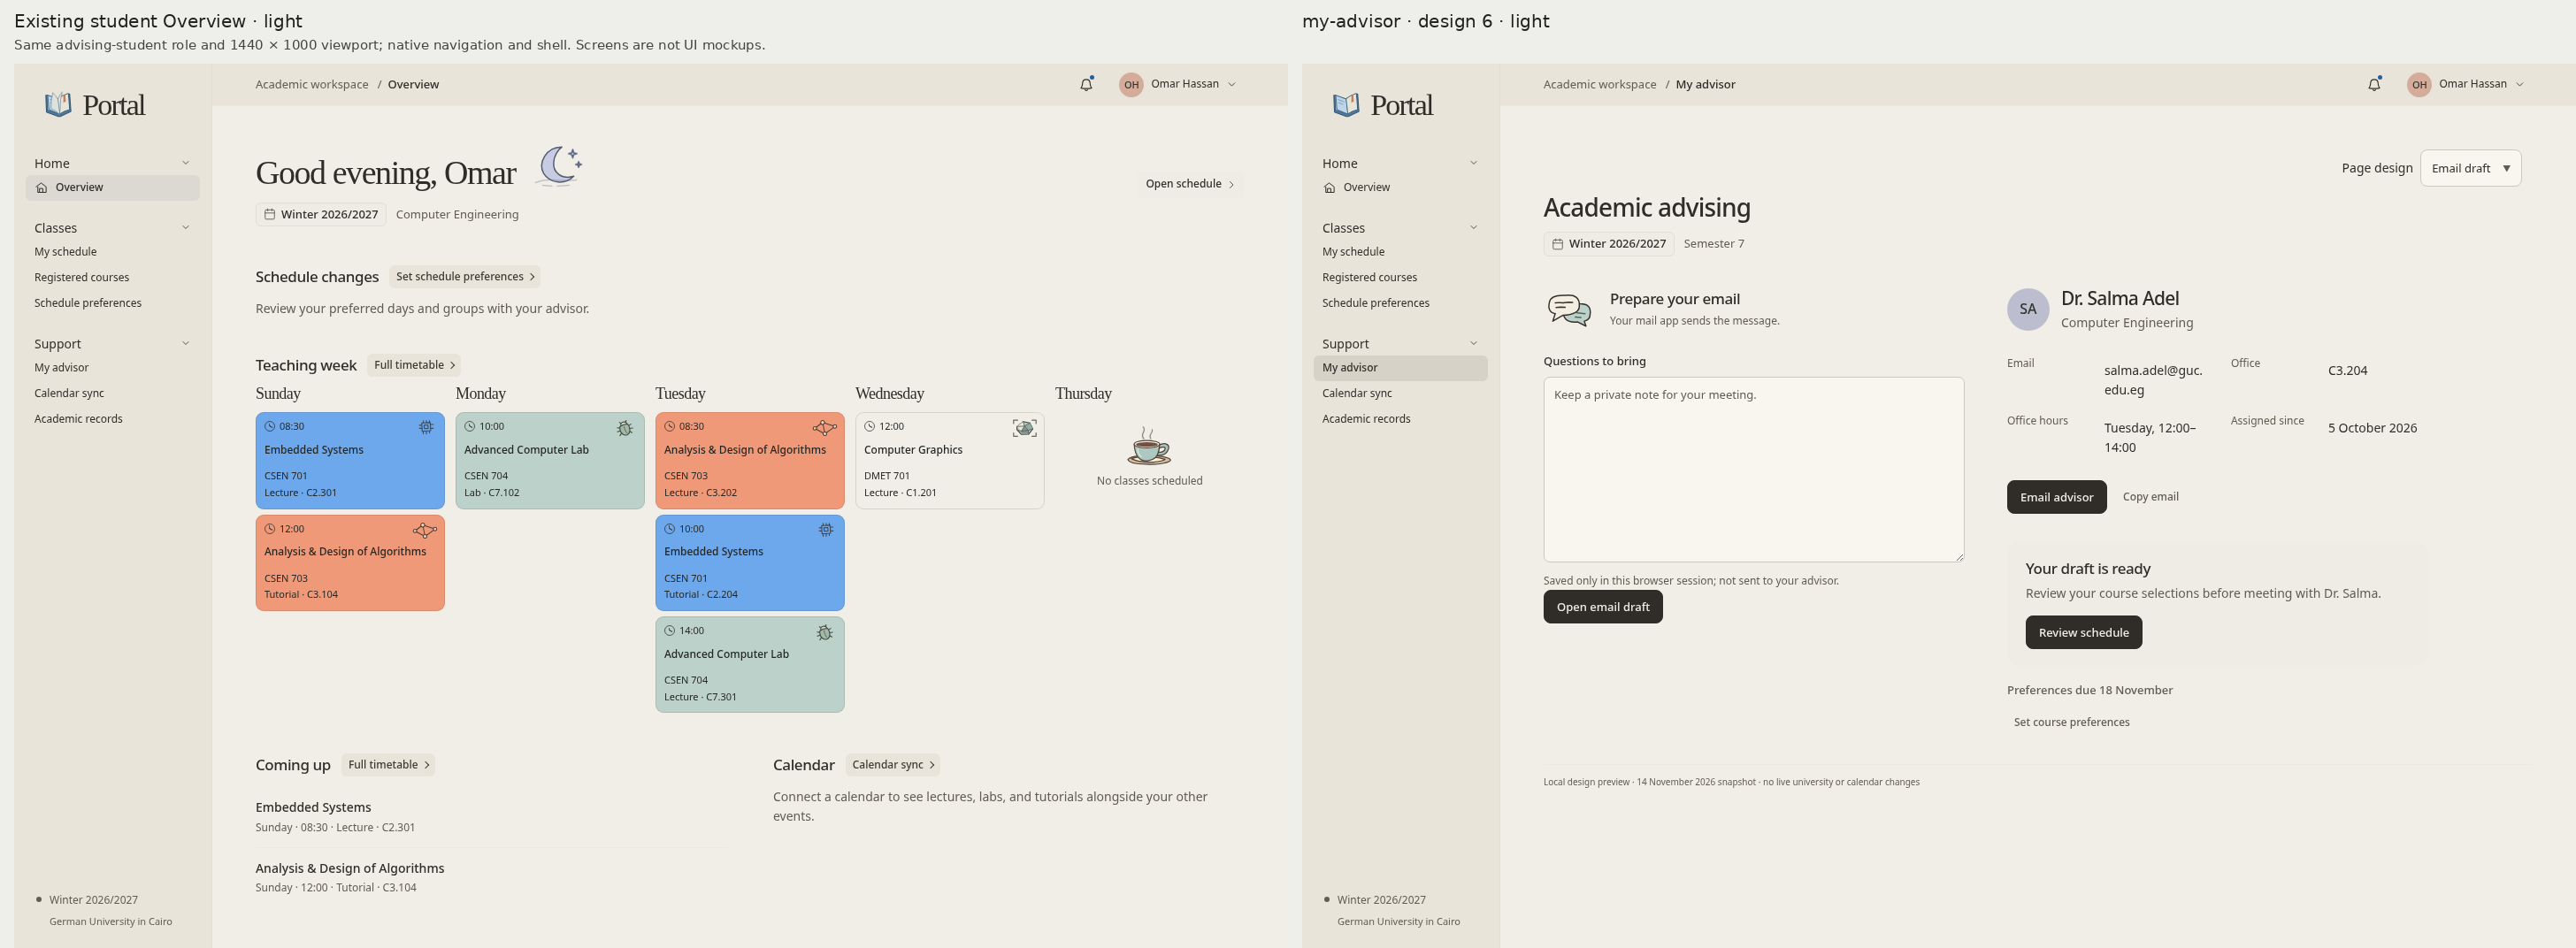 Existing student Overview · light
Same advising-student role and 1440 × 1000 viewport; native navigation and shell. Screens are not UI mockups.
Portal
Home
Overview
Classes
My schedule
Registered courses
Schedule preferences
Support
My advisor
Calendar sync
Academic records
Winter 2026/2027
German University in Cairo
Academic workspace / Overview
OH Omar Hassan
Good evening, Omar
Open schedule
Winter 2026/2027 Computer Engineering
Schedule changes Set schedule preferences
Review your preferred days and groups with your advisor.
Teaching week Full timetable
Sunday
08:30
Embedded Systems
CSEN 701
Lecture · C2.301
12:00
Analysis & Design of Algorithms
CSEN 703
Tutorial · C3.104
Monday
10:00
Advanced Computer Lab
CSEN 704
Lab · C7.102
Tuesday
08:30
Analysis & Design of Algorithms
CSEN 703
Lecture · C3.202
10:00
Embedded Systems
CSEN 701
Tutorial · C2.204
14:00
Advanced Computer Lab
CSEN 704
Lecture · C7.301
Wednesday
12:00
Computer Graphics
DMET 701
Lecture · C1.201
Thursday
No classes scheduled
Coming up Full timetable
Embedded Systems
Sunday · 08:30 · Lecture · C2.301
Analysis & Design of Algorithms
Sunday · 12:00 · Tutorial · C3.104
Calendar Calendar sync
Connect a calendar to see lectures, labs, and tutorials alongside your other
events.
my-advisor · design 6 · light
Portal
Home
Overview
Classes
My schedule
Registered courses
Schedule preferences
Support
My advisor
Calendar sync
Academic records
Winter 2026/2027
German University in Cairo
Academic workspace / My advisor
OH Omar Hassan
Page design Email draft
Academic advising
Winter 2026/2027 Semester 7
Prepare your email
Your mail app sends the message.
Questions to bring
Keep a private note for your meeting.
Saved only in this browser session; not sent to your advisor.
Open email draft
SA
Dr. Salma Adel
Computer Engineering
Email
salma.adel@guc.
edu.eg
Office
C3.204
Office hours
Tuesday, 12:00–
14:00
Assigned since
5 October 2026
Email advisor Copy email
Your draft is ready
Review your course selections before meeting with Dr. Salma.
Review schedule
Preferences due 18 November
Set course preferences
Local design preview · 14 November 2026 snapshot · no live university or calendar changes